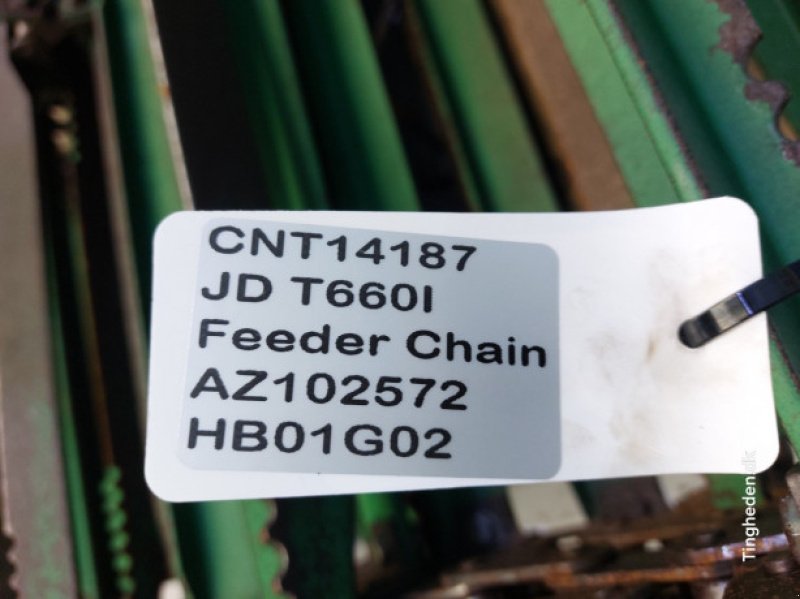 CNT14187
JD T660I
Feeder Chain
AZ102572
HB01G02
Tingheden.dk